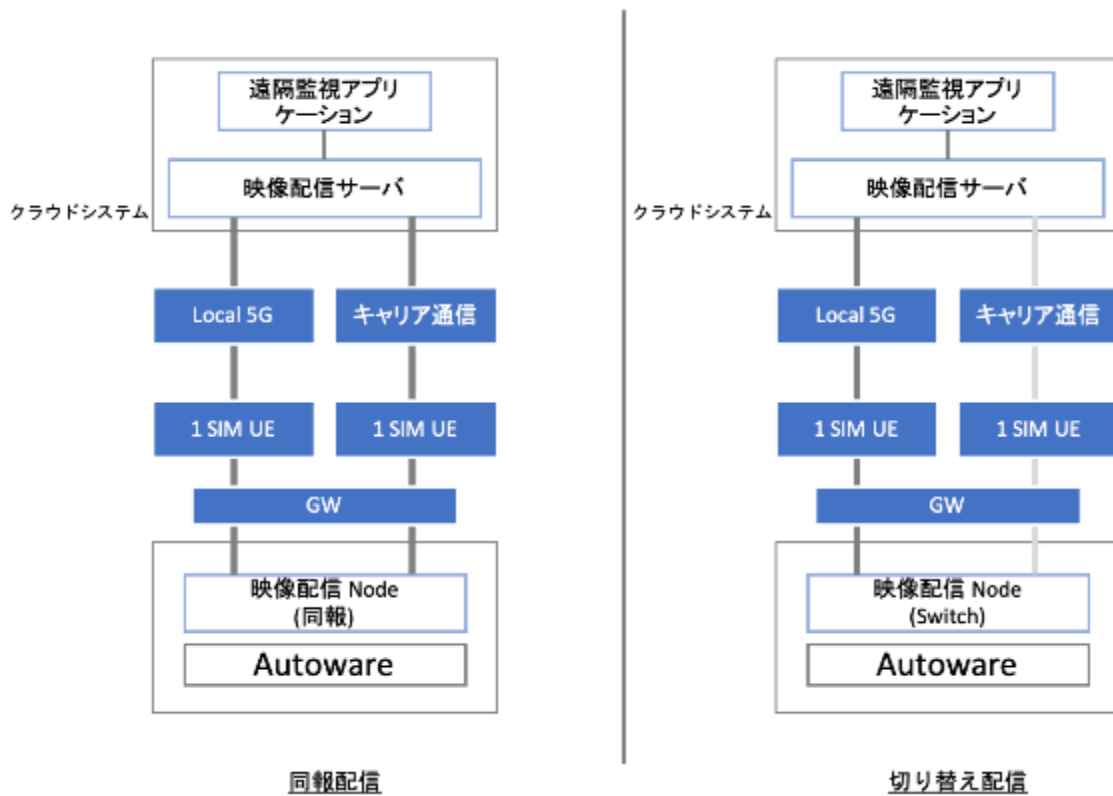 遠隔監視アプリ
ケーション
映像配信サーバ
クラウドシステム
Local 5G
キャリア通信
1 SIM UE
1 SIM UE
GW
映像配信 Node
(同報)
Autoware
同報配信
遠隔監視アプリ
ケーション
映像配信サーバ
クラウドシステム
Local 5G
キャリア通信
1 SIM UE
1 SIM UE
GW
映像配信 Node
(Switch)
Autoware
切り替え配信